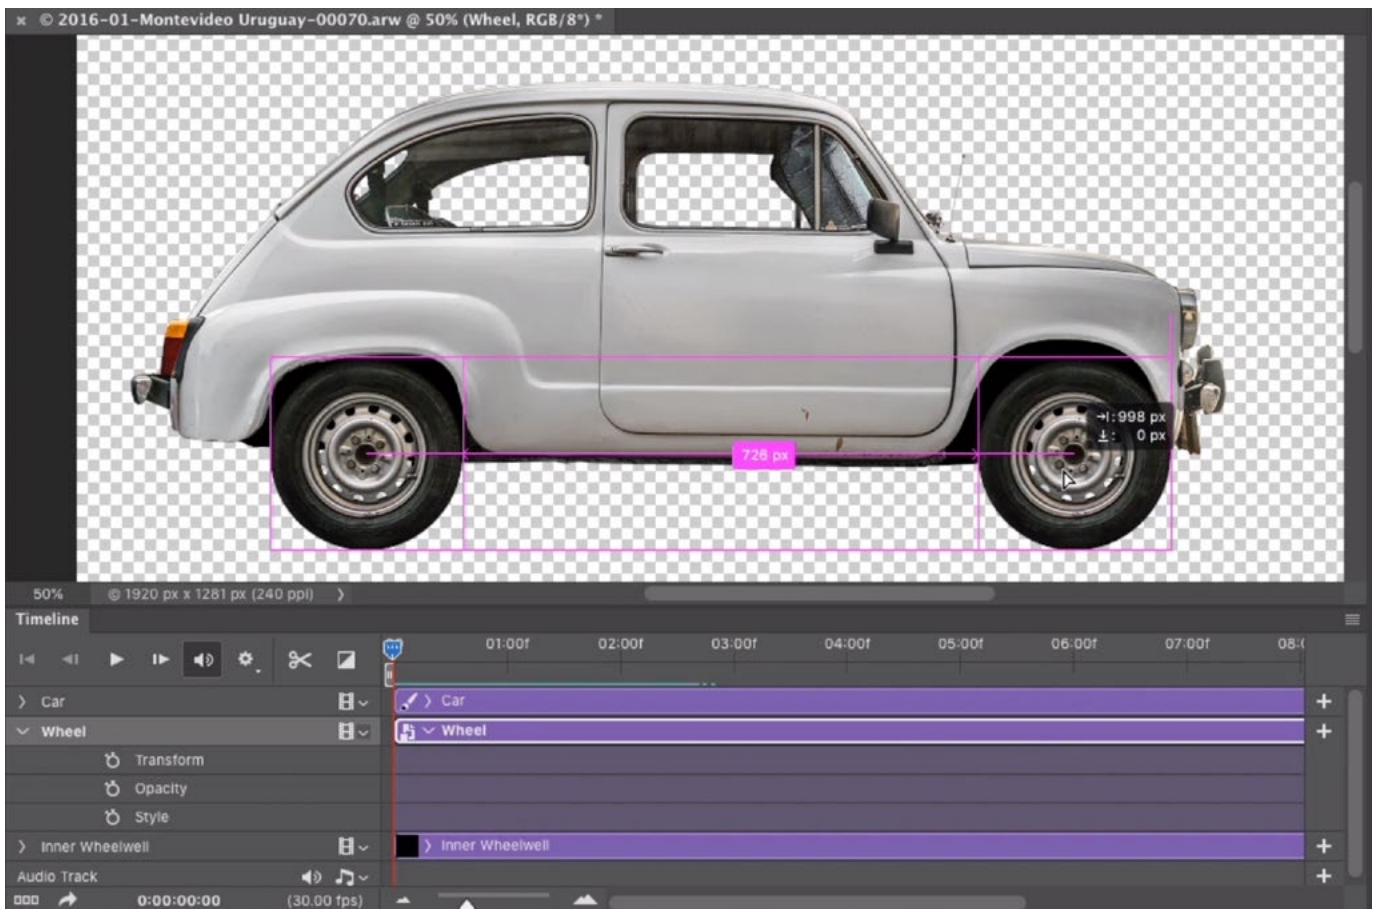 × © 2016-01-Montevideo Uruguay-00070.arw @ 50% (Wheel, RGB/8*) *
→|: 998 px
0 px
726 px
50% © 1920 px x 1281 px (240 ppi) >
Timeline
01:00f 02:00f 03:00f 04:00f 05:00f 06:00f 07:00f
Car Car
Wheel Wheel
Transform
Opacity
Style
Inner Wheelwell Inner Wheelwell
Audio Track
0:00:00:00 (30.00 fps)